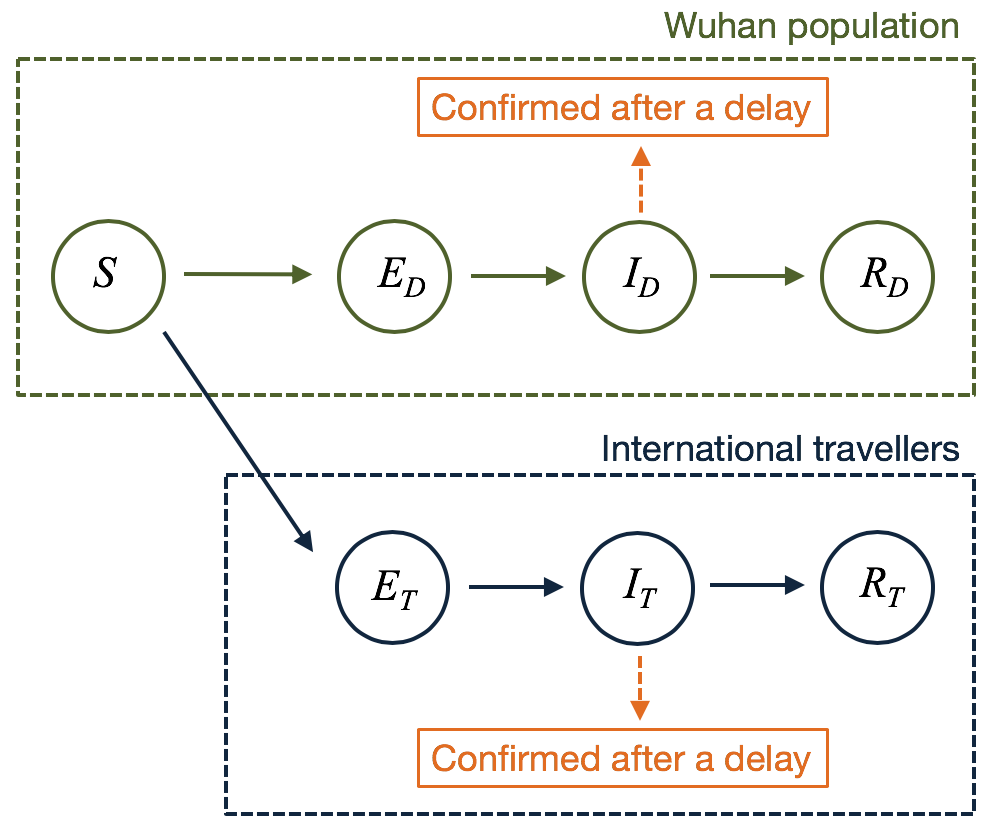 Wuhan population
Confirmed after a delay
S E_D I_D R_D
International travellers
E_T I_T R_T
Confirmed after a delay